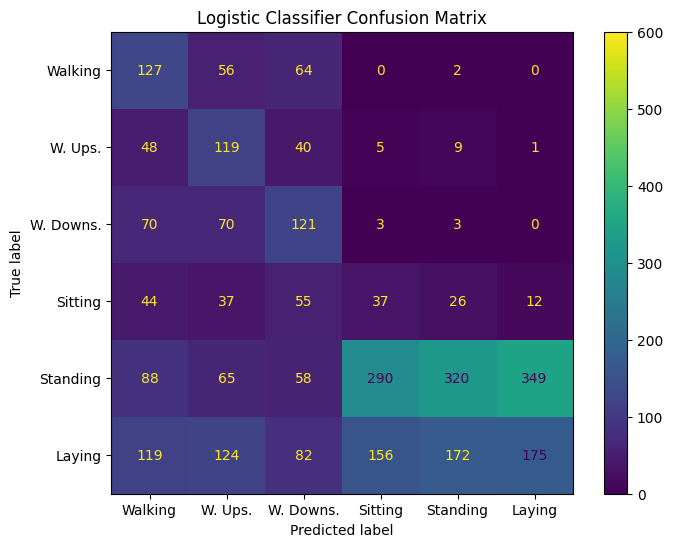 Logistic Classifier Confusion Matrix
600
Walking 127 56 64 0 2 0
500
W. Ups. 48 119 40 5 9 1
400
W. Downs. 70 70 121 3 3 0
300
True label
Sitting 44 37 55 37 26 12
200
Standing 88 65 58 290 320 349
100
Laying 119 124 82 156 172 175
0
Walking W. Ups. W. Downs. Sitting Standing Laying
Predicted label